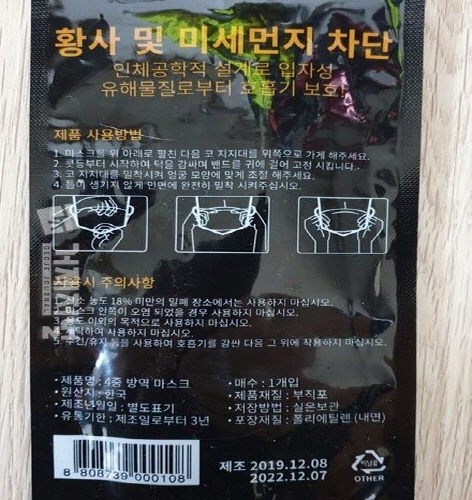 황사 및 미세먼지 차단
인체공학적 설계로 입자성
유해물질로부터 호흡기 보호!
제품 사용방법
1. 마스크를 위 아래로 펼친 다음 코 지지대를 위쪽으로 가게 해주세요.
2. 콧등부터 시작하여 턱을 감싸며 밴드를 귀에 걸어 고정 시킵니다.
3. 코 지지대를 밀착시켜 얼굴 모양에 맞게 조절 해주세요.
4. 틈이 생기지 않게 안면에 완전히 밀착 시켜주십시오.
사용시 주의사항
1. 산소 농도 18% 미만의 밀폐 장소에서는 사용하지 마십시오.
2. 마스크 안쪽이 오염 되었을 경우 사용하지 마십시오.
3. 용도 이외의 목적으로 사용하지 마십시오.
4. 세탁하여 사용하지 마십시오.
5. 수건/휴지 등을 사용하여 호흡기를 감싼 다음 그 위에 착용하지 마십시오.
•제품명 : 4중 방역 마스크 •매수 : 1개입
•원산지 : 한국 •제품재질 : 부직포
•제조년월일 : 별도표기 •저장방법 : 실온보관
•유통기한 : 제조일로부터 3년 포장재질 : 폴리에틸렌 (내면)
8 808739 000108
제조 2019.12.08
2022.12.07
비닐류
OTHER
거제저널
GEOJE JOURNAL